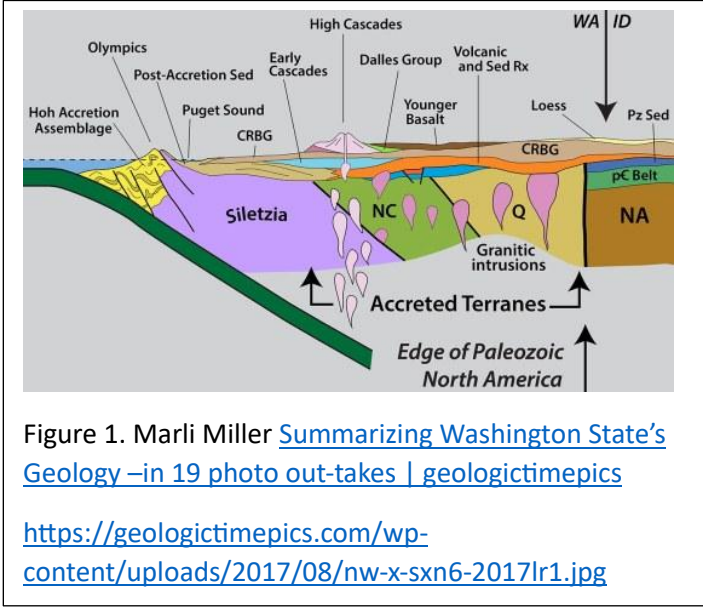 High Cascades
WA ID
Olympics
Early
Cascades
Dalles Group
Volcanic
and Sed Rx
Post-Accretion Sed
Hoh Accretion
Assemblage
Puget Sound
CRBG
Younger
Basalt
Loess
Pz Sed
CRBG
p€ Belt
Siletzia
NC
Q
NA
Granitic
intrusions
Accreted Terranes
Edge of Paleozoic
North America
Figure 1. Marli Miller Summarizing Washington State’s
Geology –in 19 photo out-takes | geologictimepics
https://geologictimepics.com/wp-
content/uploads/2017/08/nw-x-sxn6-2017lr1.jpg